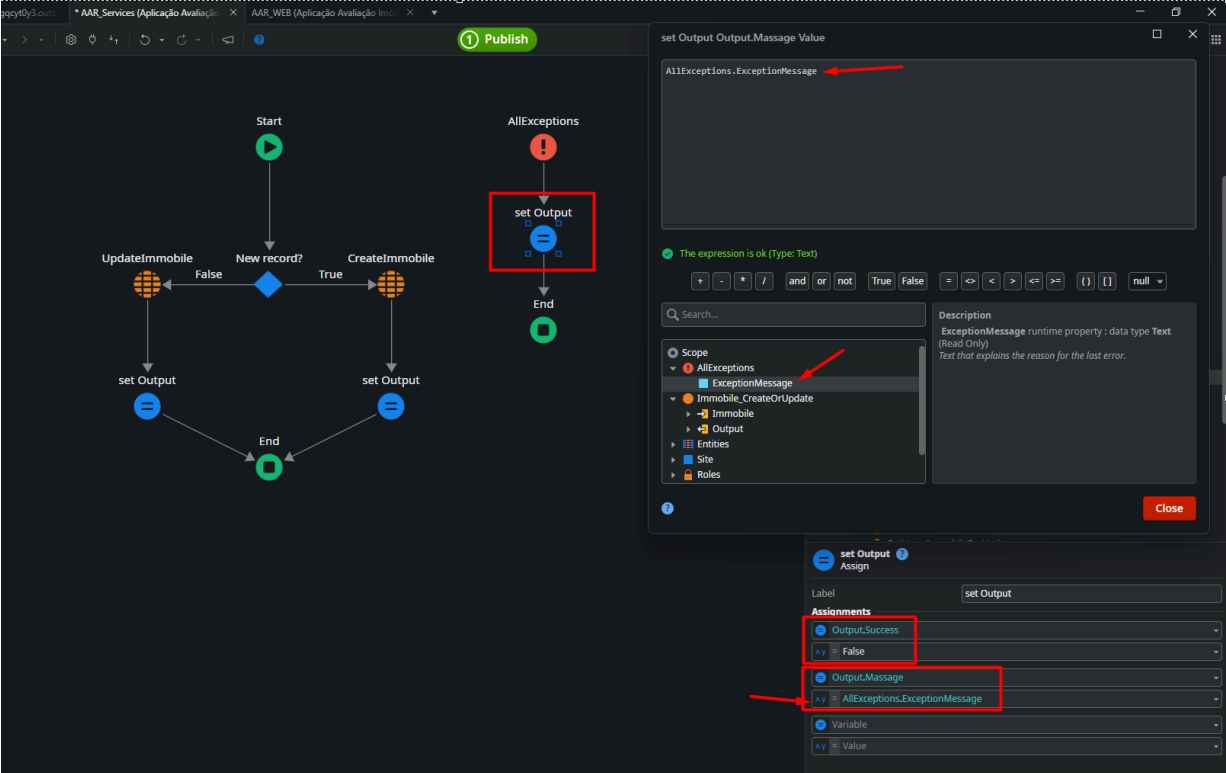 gqcyt0y3.outs
* AAR_Services (Aplicação Avaliação
AAR_WEB (Aplicação Avaliação Imó
1 Publish
Start
AllExceptions
set Output
UpdateImmobile
New record?
CreateImmobile
False
True
End
set Output
set Output
End
set Output Output.Massage Value
AllExceptions.ExceptionMessage
The expression is ok (Type: Text)
+ - * / and or not True False = <> < > <= >= () [] null
Search...
Scope
AllExceptions
ExceptionMessage
Immobile_CreateOrUpdate
Immobile
Output
Entities
Site
Roles
Description
ExceptionMessage runtime property : data type Text
(Read Only)
Text that explains the reason for the last error.
Close
set Output
Assign
Label
set Output
Assignments
Output.Success
x.y = False
Output.Massage
x.y = AllExceptions.ExceptionMessage
Variable
x.y = Value